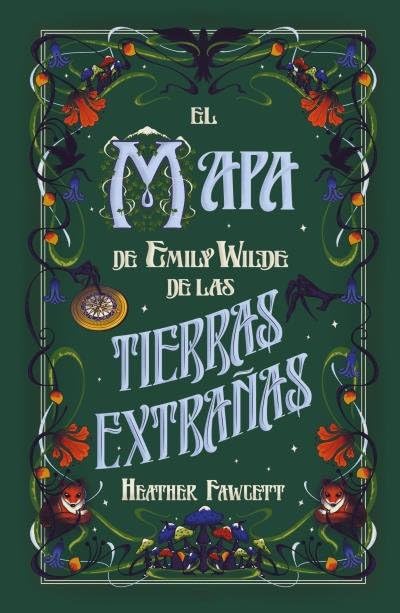 EL
MAPA
DE EMILY WILDE
DE LAS
TIERRAS
EXTRAÑAS
HEATHER FAWCETT